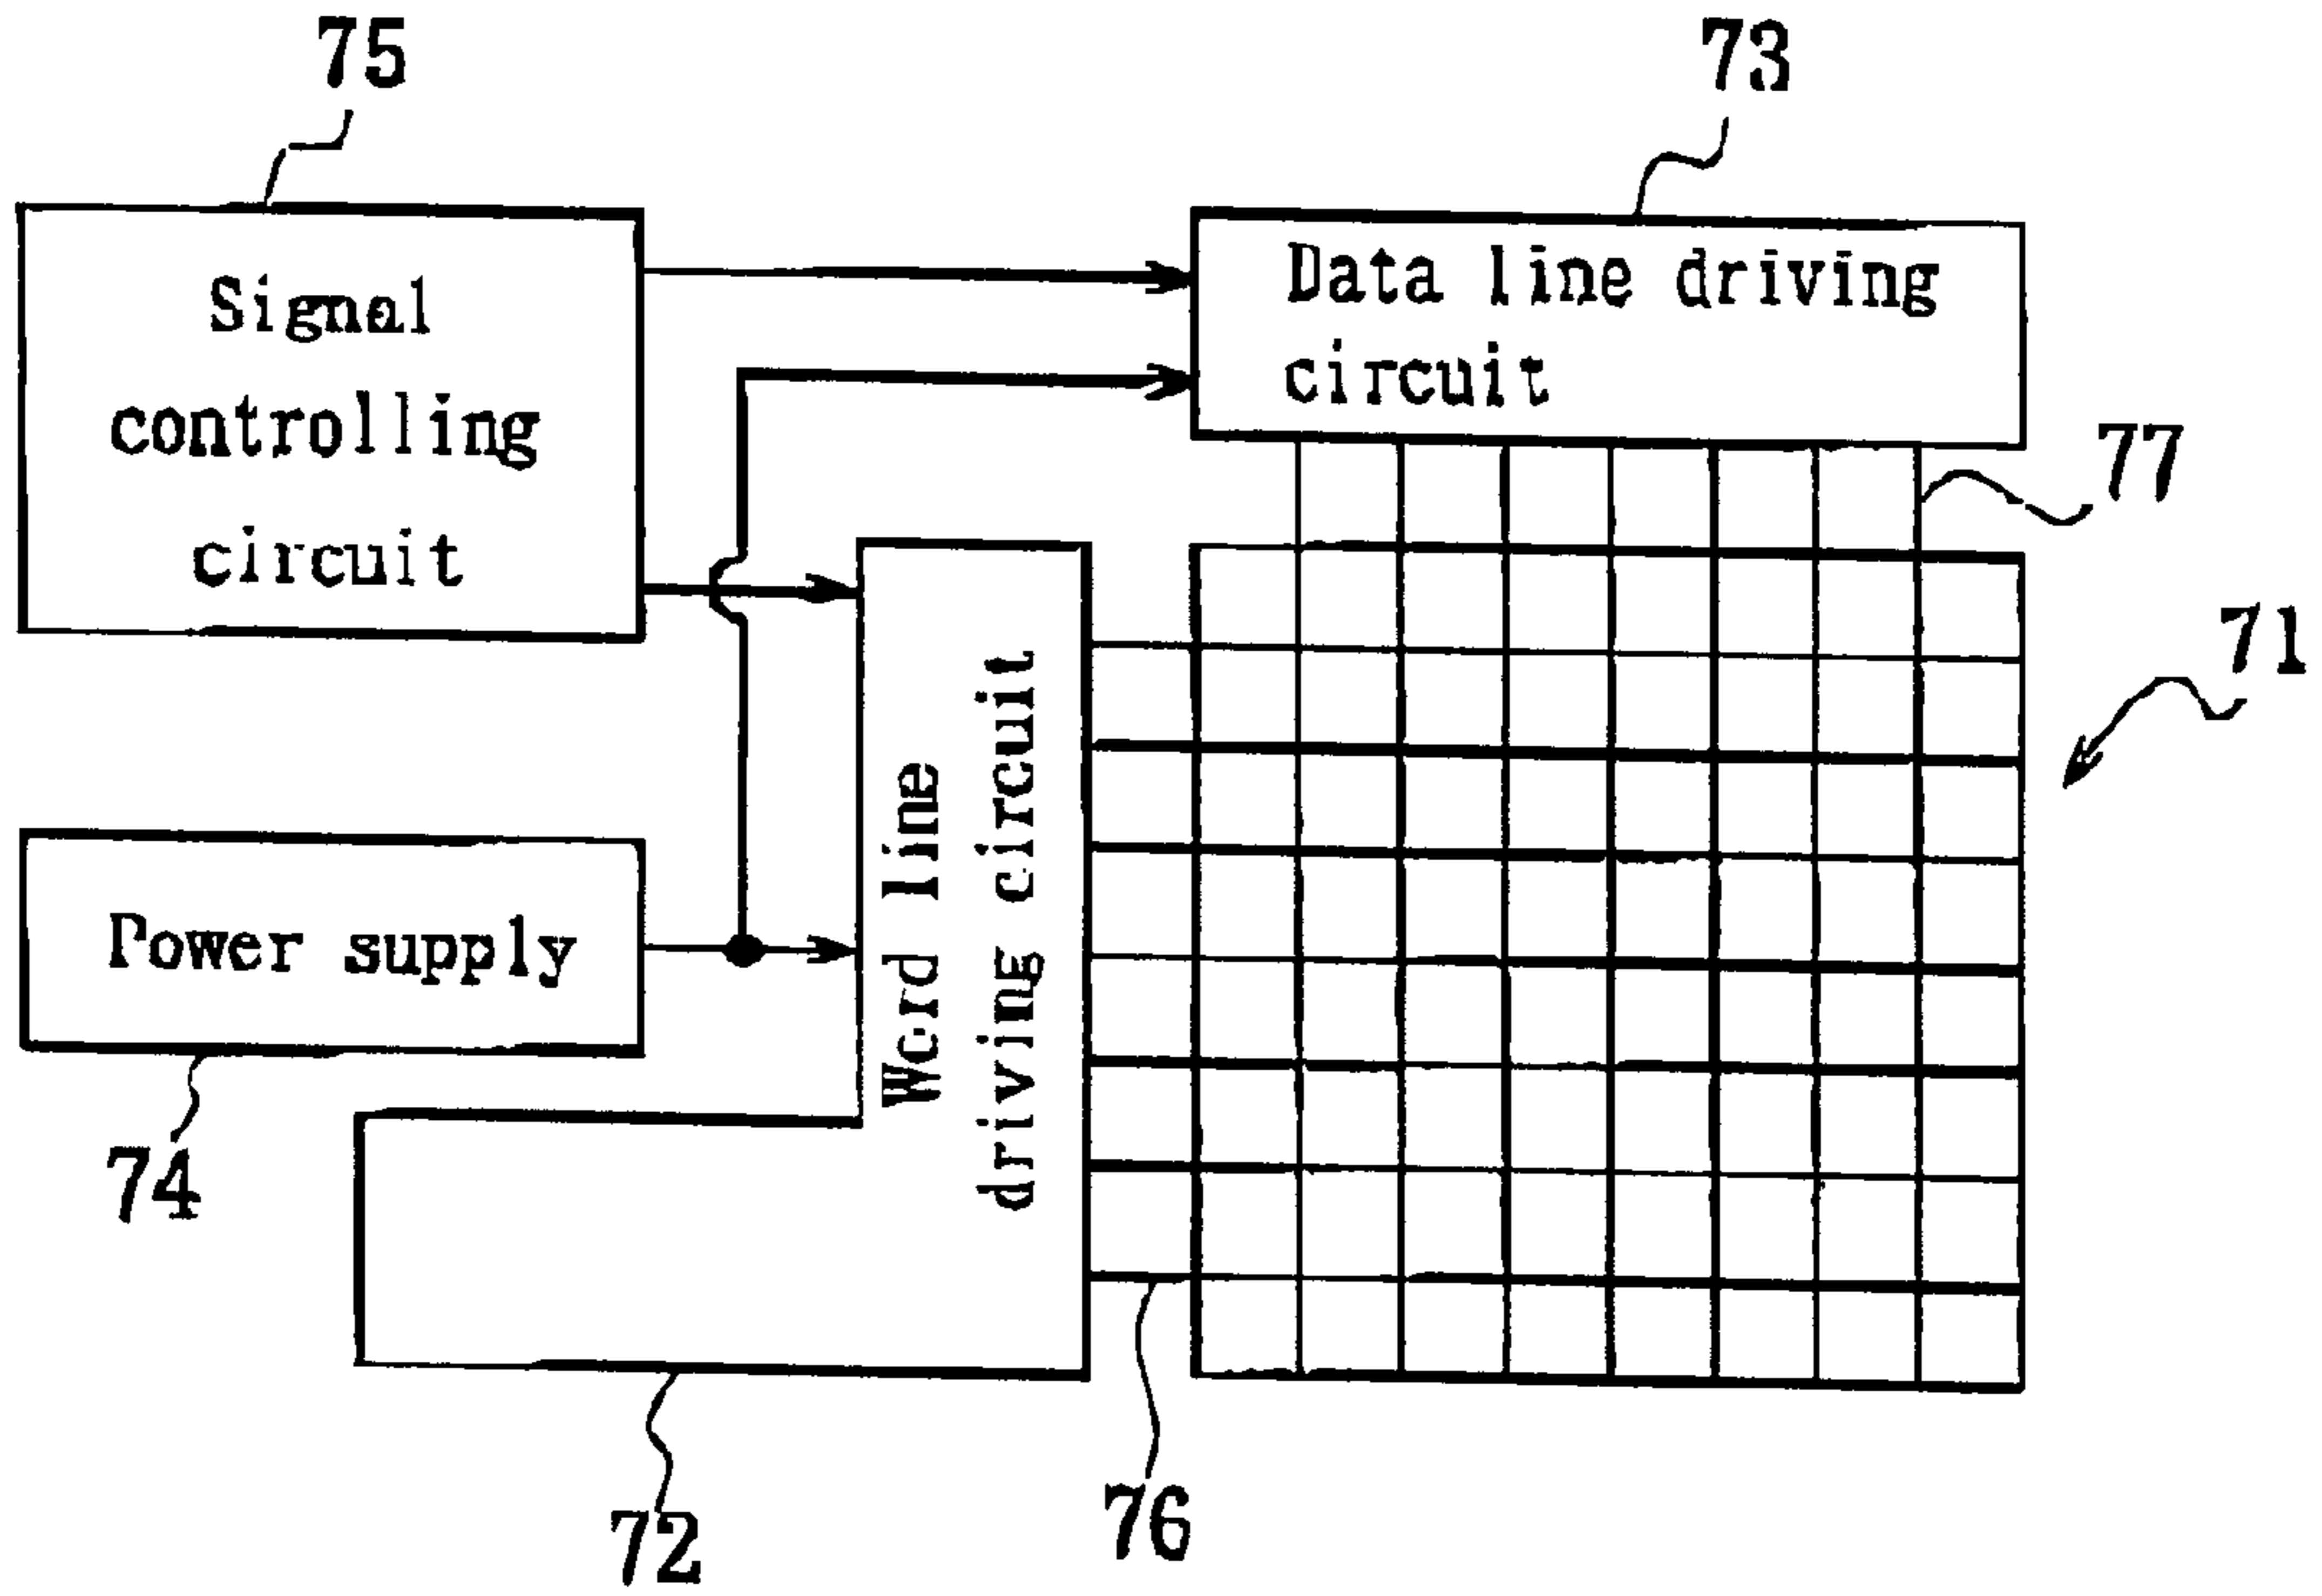 75
73
Signal
controlling
circuit
Data line driving
circuit
77
71
Word line
driving circuit
Power supply
74
72
76